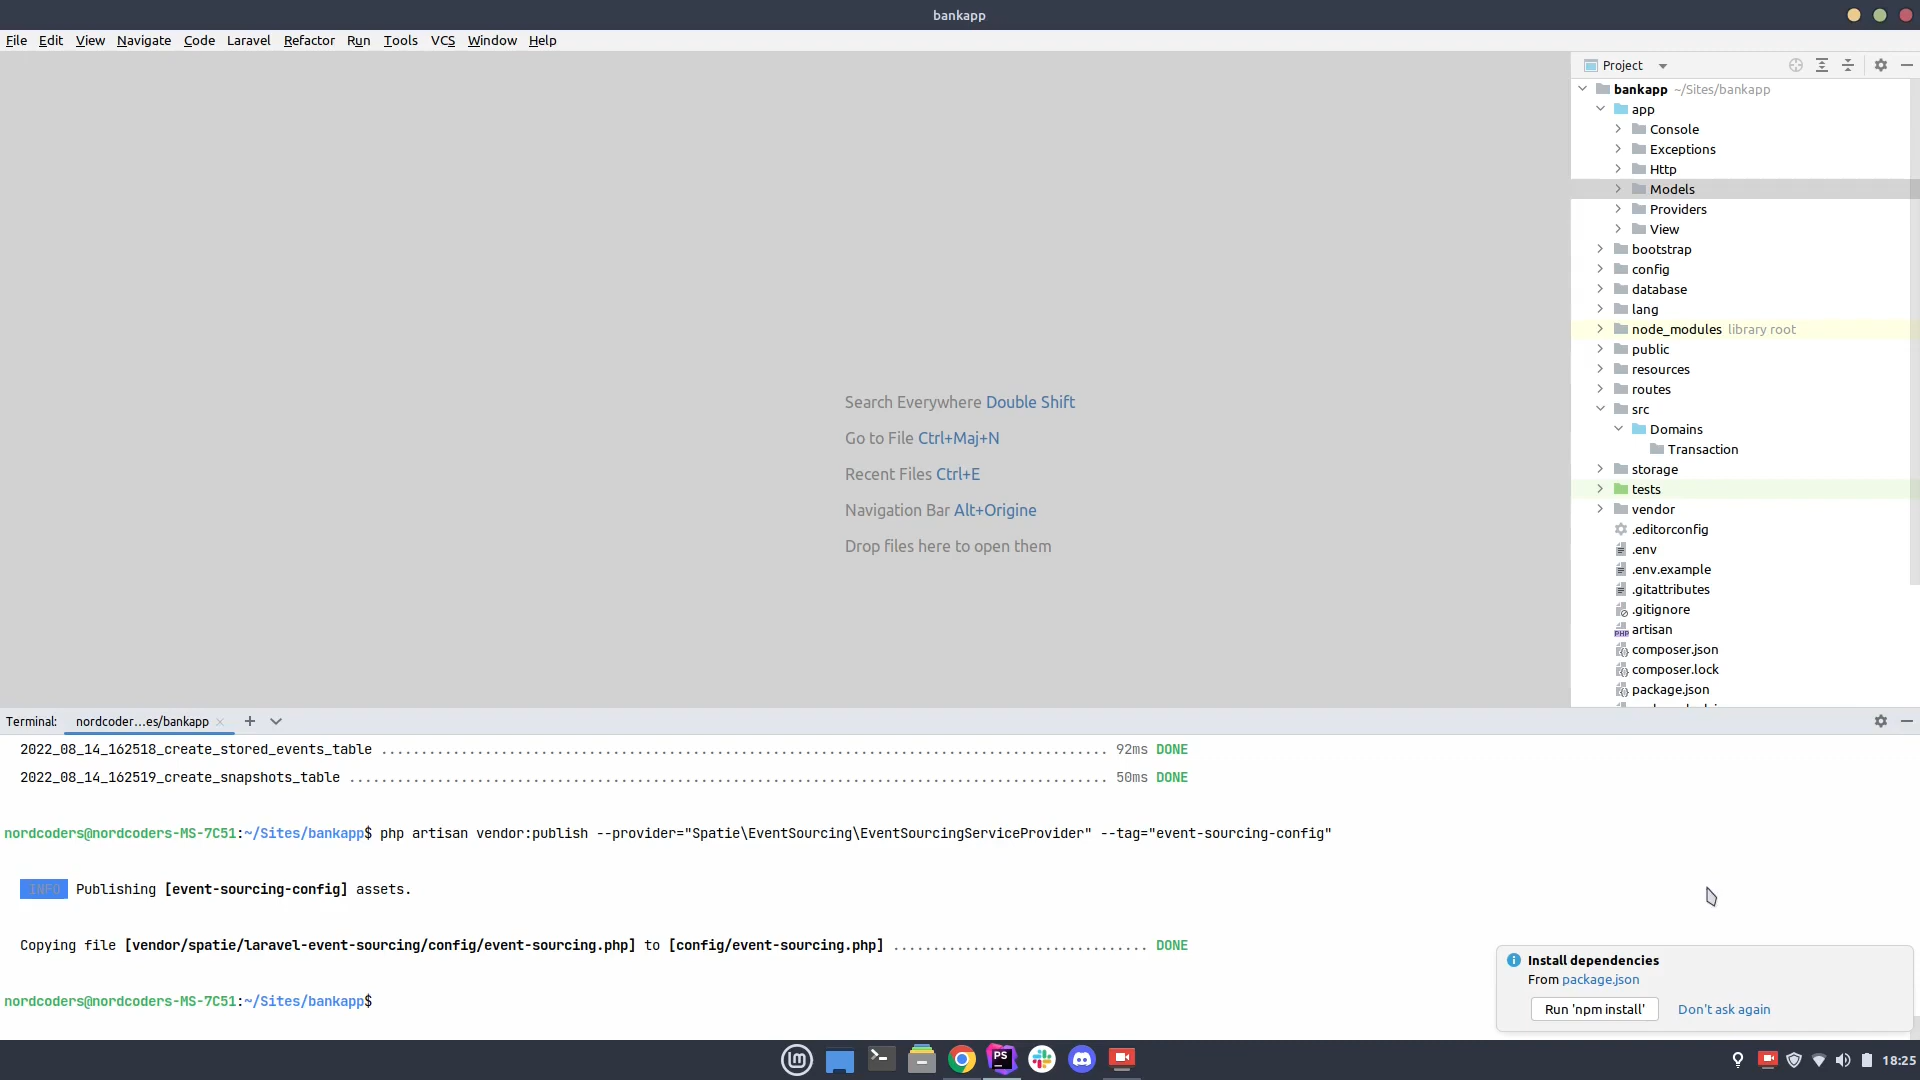 bankapp
File Edit View Navigate Code Laravel Refactor Run Tools VCS Window Help
Project
bankapp ~/Sites/bankapp
app
Console
Exceptions
Http
Models
Providers
View
bootstrap
config
database
lang
node_modules library root
public
resources
routes
src
Domains
Transaction
storage
tests
vendor
.editorconfig
.env
.env.example
.gitattributes
.gitignore
artisan
composer.json
composer.lock
package.json
Search Everywhere Double Shift
Go to File Ctrl+Maj+N
Recent Files Ctrl+E
Navigation Bar Alt+Origine
Drop files here to open them
Terminal: nordcoder...es/bankapp
2022_08_14_162518_create_stored_events_table ........................................................................................... 92ms DONE
2022_08_14_162519_create_snapshots_table ............................................................................................... 50ms DONE
nordcoders@nordcoders-MS-7C51:~/Sites/bankapp$ php artisan vendor:publish --provider="Spatie\EventSourcing\EventSourcingServiceProvider" --tag="event-sourcing-config"
INFO Publishing [event-sourcing-config] assets.
Copying file [vendor/spatie/laravel-event-sourcing/config/event-sourcing.php] to [config/event-sourcing.php] ................................ DONE
nordcoders@nordcoders-MS-7C51:~/Sites/bankapp$
Install dependencies
From package.json
Run 'npm install' Don't ask again
PS
18:25